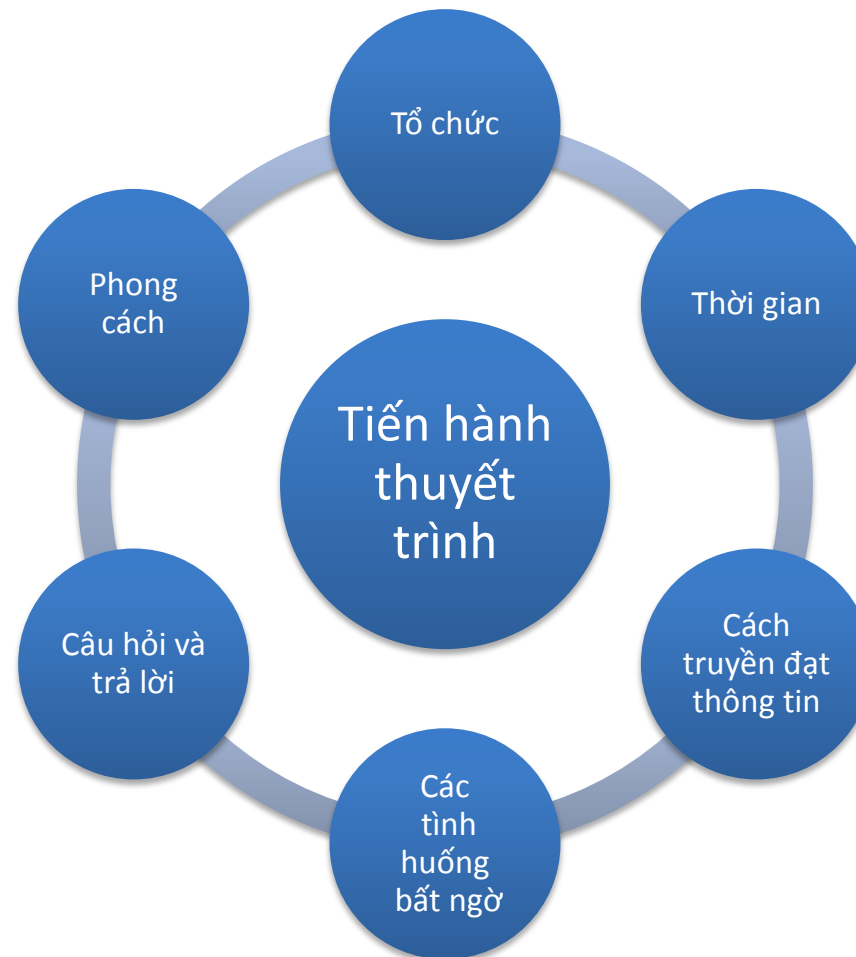 Tổ chức
Thời gian
Cách
truyền đạt
thông tin
Các
tình
huống
bất ngờ
Câu hỏi và
trả lời
Phong
cách
Tiến hành
thuyết
trình